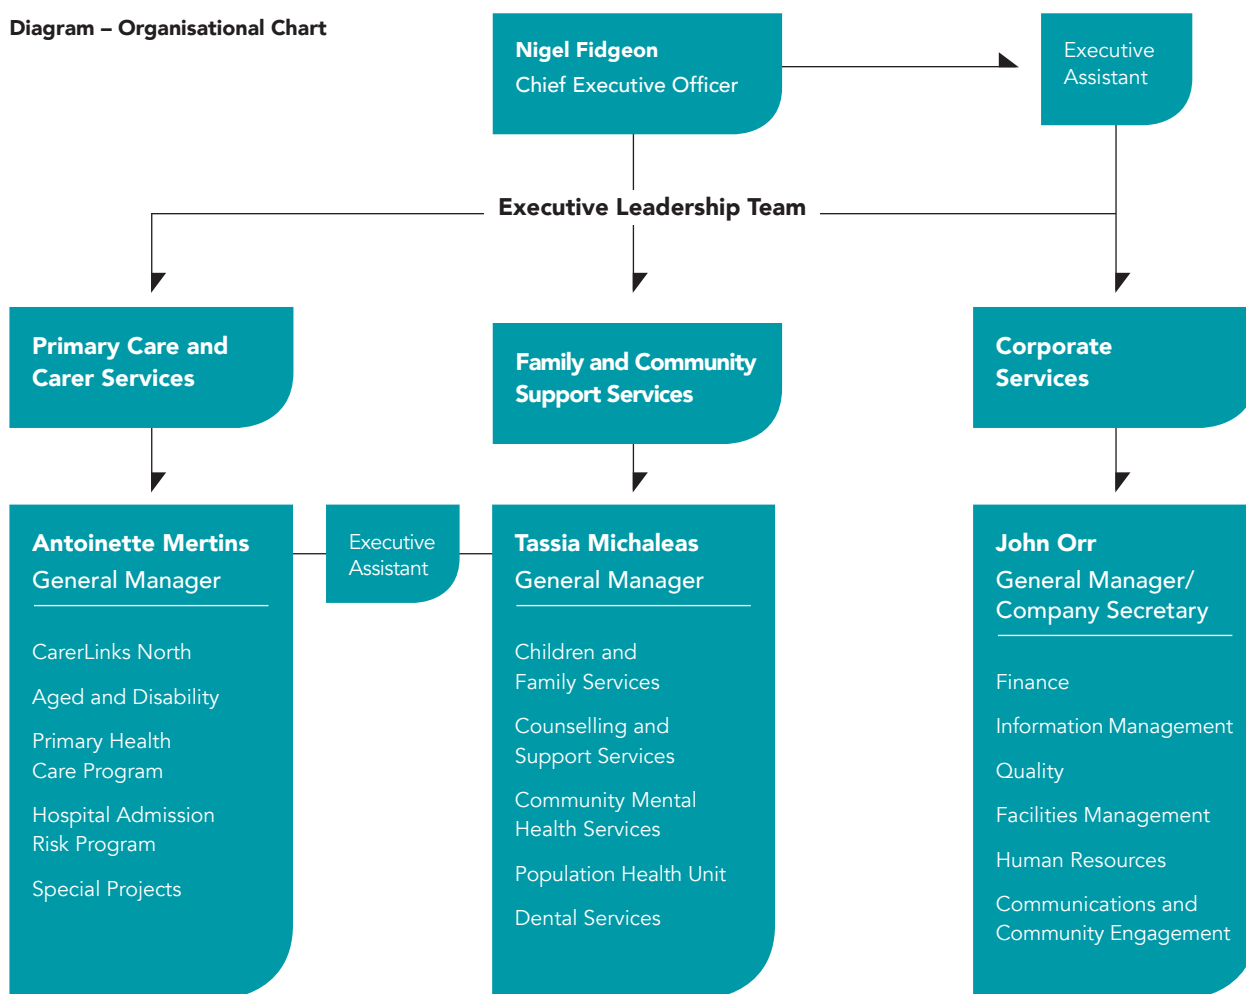 Diagram – Organisational Chart
Nigel Fidgeon
Chief Executive Officer
Executive
Assistant
Executive Leadership Team
Primary Care and
Carer Services
Family and Community
Support Services
Corporate
Services
Antoinette Mertins
General Manager
CarerLinks North
Aged and Disability
Primary Health
Care Program
Hospital Admission
Risk Program
Special Projects
Executive
Assistant
Tassia Michaleas
General Manager
Children and
Family Services
Counselling and
Support Services
Community Mental
Health Services
Population Health Unit
Dental Services
John Orr
General Manager/
Company Secretary
Finance
Information Management
Quality
Facilities Management
Human Resources
Communications and
Community Engagement